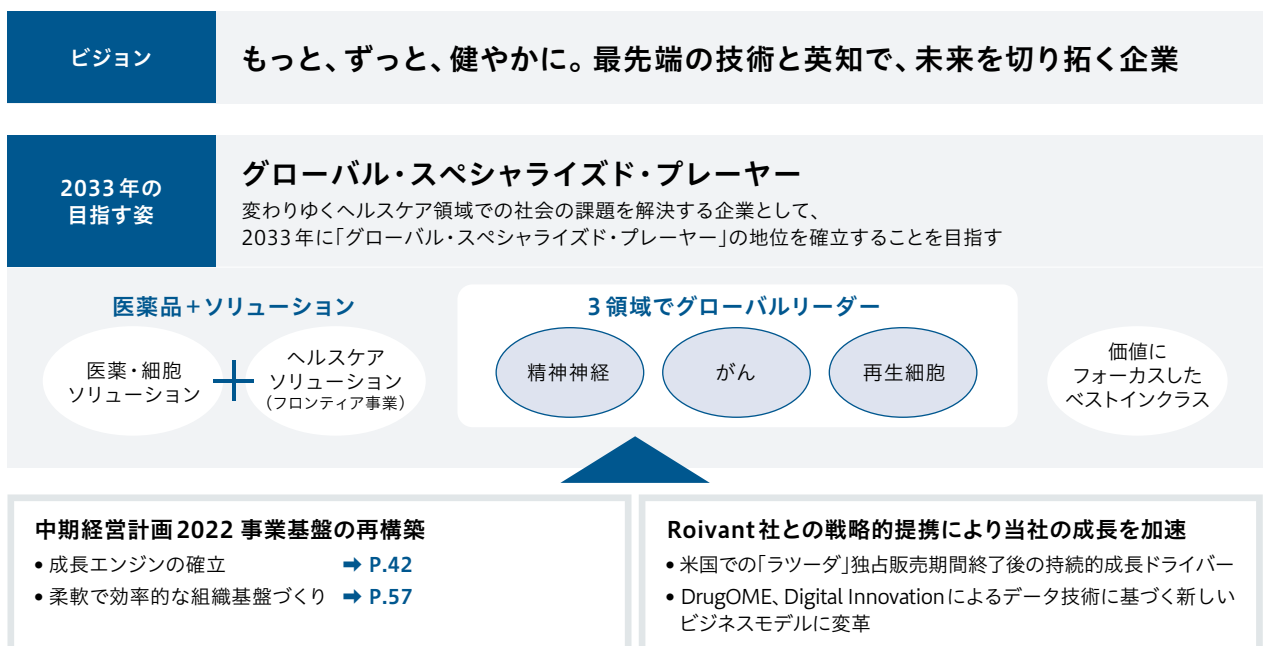 ビジョン
もっと、ずっと、健やかに。最先端の技術と英知で、未来を切り拓く企業
2033年の
目指す姿
グローバル・スペシャライズド・プレーヤー
変わりゆくヘルスケア領域での社会の課題を解決する企業として、
2033年に「グローバル・スペシャライズド・プレーヤー」の地位を確立することを目指す
医薬品+ソリューション
医薬・細胞
ソリューション
+
ヘルスケア
ソリューション
(フロンティア事業)
3領域でグローバルリーダー
精神神経
がん
再生細胞
価値に
フォーカスした
ベストインクラス
中期経営計画2022 事業基盤の再構築
• 成長エンジンの確立 ➡ P.42
• 柔軟で効率的な組織基盤づくり ➡ P.57
Roivant社との戦略的提携により当社の成長を加速
• 米国での「ラツーダ」独占販売期間終了後の持続的成長ドライバー
• DrugOME、Digital Innovationによるデータ技術に基づく新しい
ビジネスモデルに変革